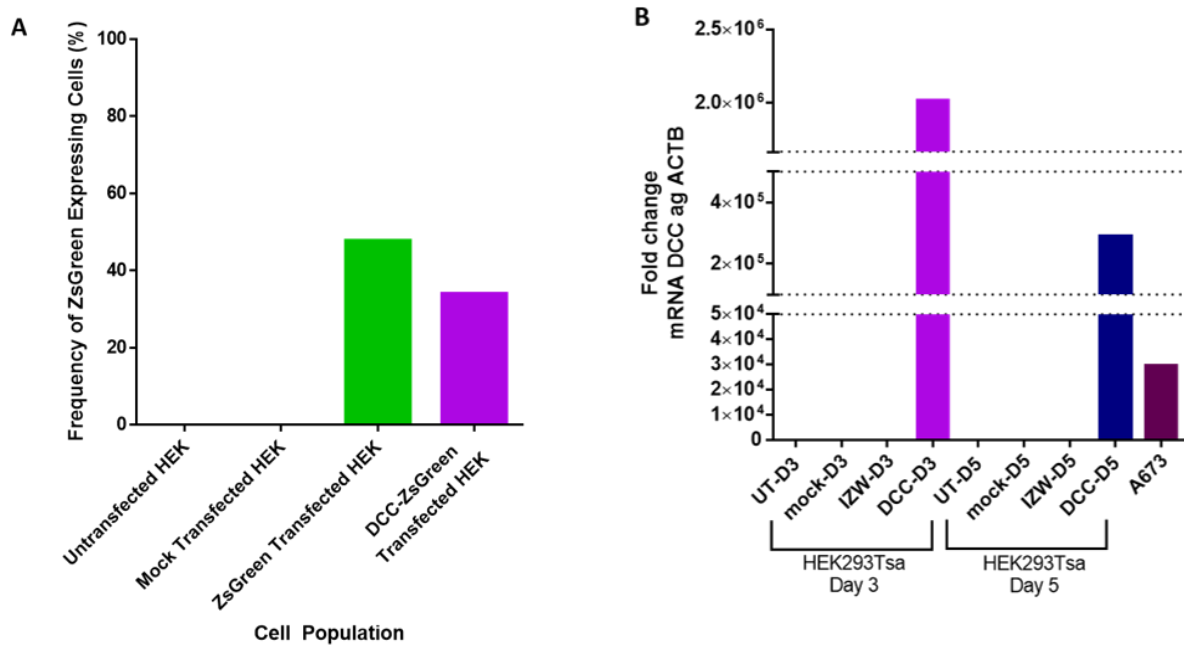 A
Frequency of ZsGreen Expressing Cells (%)
100
80
60
40
20
0
Untransfected HEK
Mock Transfected HEK
ZsGreen Transfected HEK
DCC-ZsGreen
Transfected HEK
Cell Population
B
Fold change
mRNA DCC ag ACTB
2.5×10⁶
2.0×10⁶
4×10⁵
2×10⁵
5×10⁴
4×10⁴
3×10⁴
2×10⁴
1×10⁴
0
UT-D3
mock-D3
IZW-D3
DCC-D3
UT-D5
mock-D5
IZW-D5
DCC-D5
A673
HEK293Tsa
Day 3
HEK293Tsa
Day 5